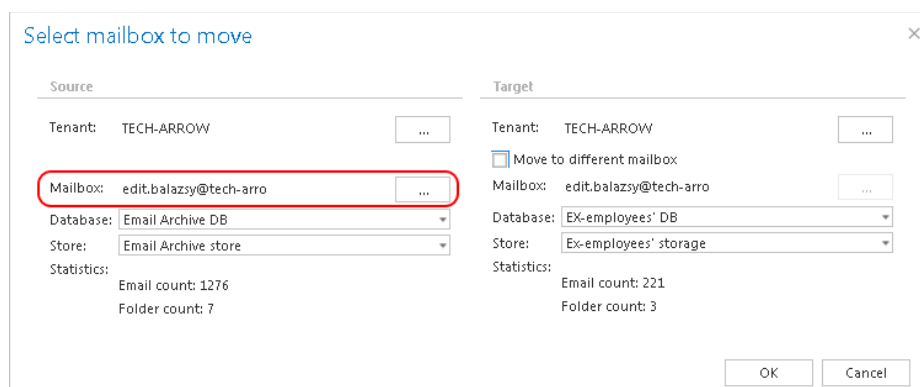 Select mailbox to move
Source
Tenant: TECH-ARROW ...
Mailbox: edit.balazsy@tech-arro ...
Database: Email Archive DB
Store: Email Archive store
Statistics:
Email count: 1276
Folder count: 7
Target
Tenant: TECH-ARROW ...
Move to different mailbox
Mailbox: edit.balazsy@tech-arro ...
Database: EX-employees' DB
Store: Ex-employees' storage
Statistics:
Email count: 221
Folder count: 3
OK Cancel